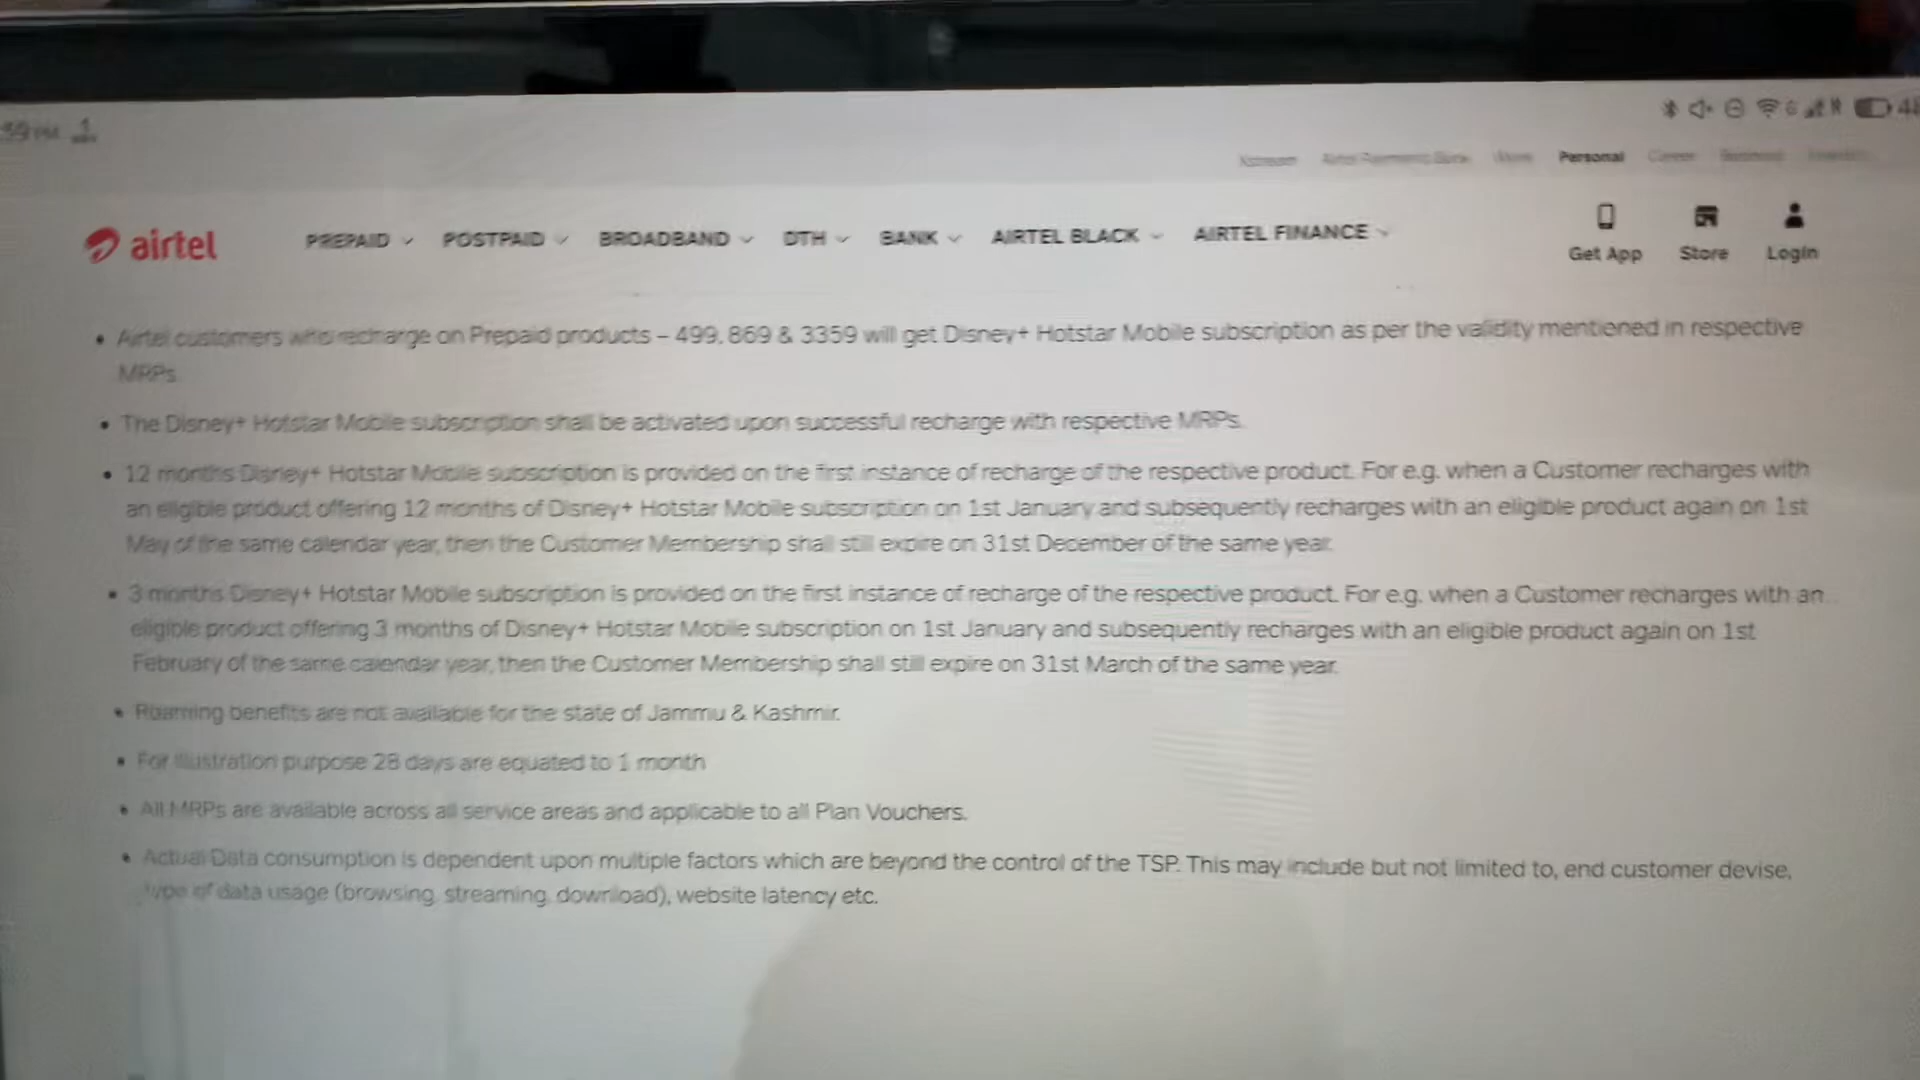 Personal
airtel PREPAID POSTPAID BROADBAND DTH BANK AIRTEL BLACK AIRTEL FINANCE Get App Store Login
• Airtel customers who recharge on Prepaid products – 499, 869 & 3359 will get Disney+ Hotstar Mobile subscription as per the validity mentioned in respective
MRPs.
• The Disney+ Hotstar Mobile subscription shall be activated upon successful recharge with respective MRPs.
• 12 months Disney+ Hotstar Mobile subscription is provided on the first instance of recharge of the respective product. For e.g. when a Customer recharges with
an eligible product offering 12 months of Disney+ Hotstar Mobile subscription on 1st January and subsequently recharges with an eligible product again on 1st
May of the same calendar year, then the Customer Membership shall still expire on 31st December of the same year.
• 3 months Disney+ Hotstar Mobile subscription is provided on the first instance of recharge of the respective product. For e.g. when a Customer recharges with an
eligible product offering 3 months of Disney+ Hotstar Mobile subscription on 1st January and subsequently recharges with an eligible product again on 1st
February of the same calendar year, then the Customer Membership shall still expire on 31st March of the same year.
• Roaming benefits are not available for the state of Jammu & Kashmir.
• For illustration purpose 28 days are equated to 1 month
• All MRPs are available across all service areas and applicable to all Plan Vouchers.
• Actual Data consumption is dependent upon multiple factors which are beyond the control of the TSP. This may include but not limited to, end customer devise,
type of data usage (browsing, streaming, download), website latency etc.